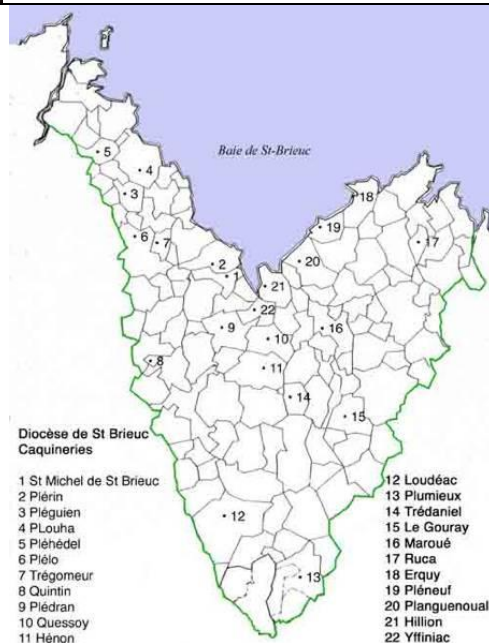 Baie de St-Brieuc
5
4
3
18
19
6
7
17
2
20
1
21
22
9
16
10
8
11
14
15
12
13
Diocèse de St Brieuc
Caquineries
1 St Michel de St Brieuc
2 Plérin
3 Pléguien
4 PLouha
5 Pléhédel
6 Plélo
7 Trégomeur
8 Quintin
9 Plédran
10 Quessoy
11 Hénon
12 Loudéac
13 Plumieux
14 Trédaniel
15 Le Gouray
16 Maroué
17 Ruca
18 Erquy
19 Pléneuf
20 Planguenoual
21 Hillion
22 Yffiniac